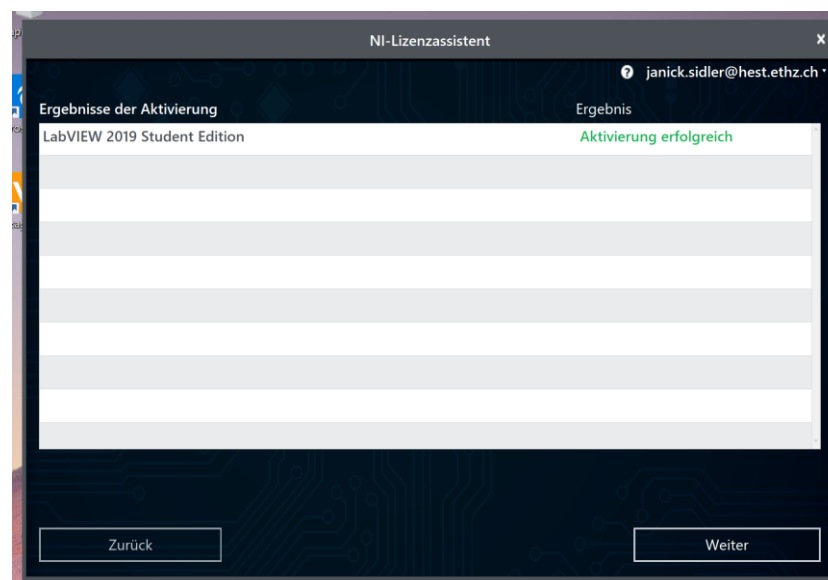 NI-Lizenzassistent
janick.sidler@hest.ethz.ch
Ergebnisse der Aktivierung Ergebnis
LabVIEW 2019 Student Edition Aktivierung erfolgreich
Zurück Weiter